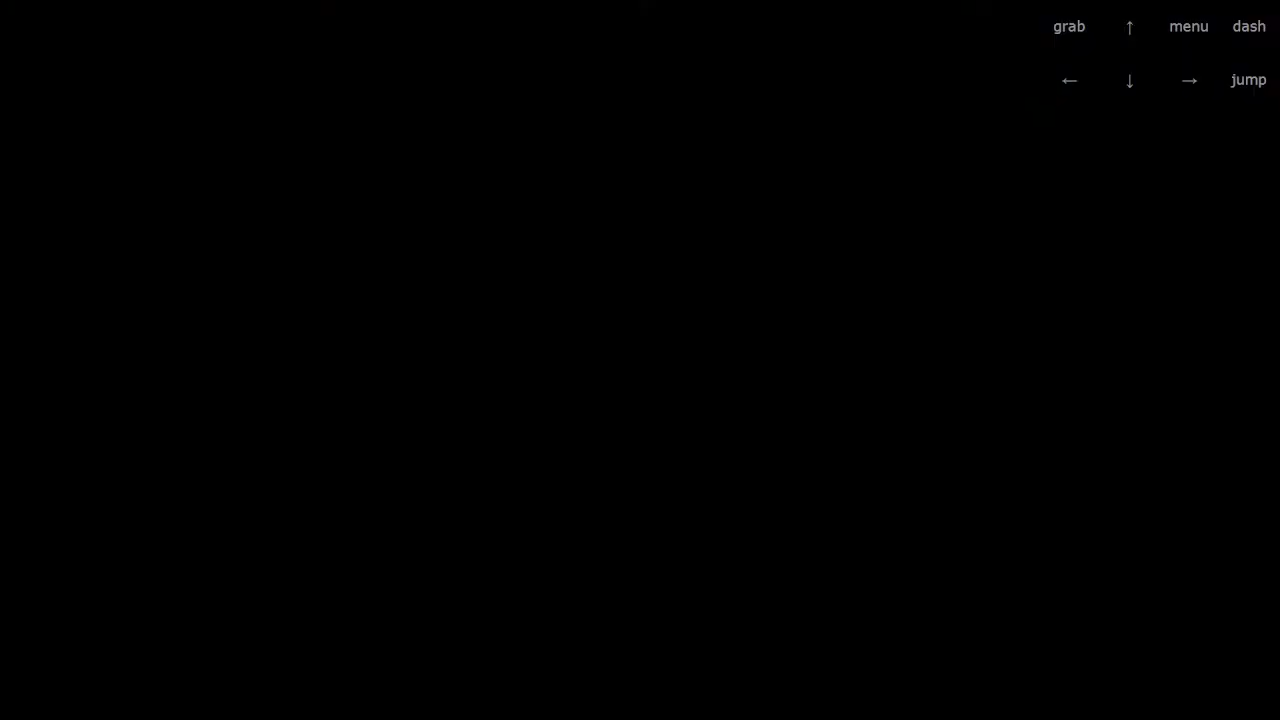 grab ↑ menu dash
← ↓ → jump